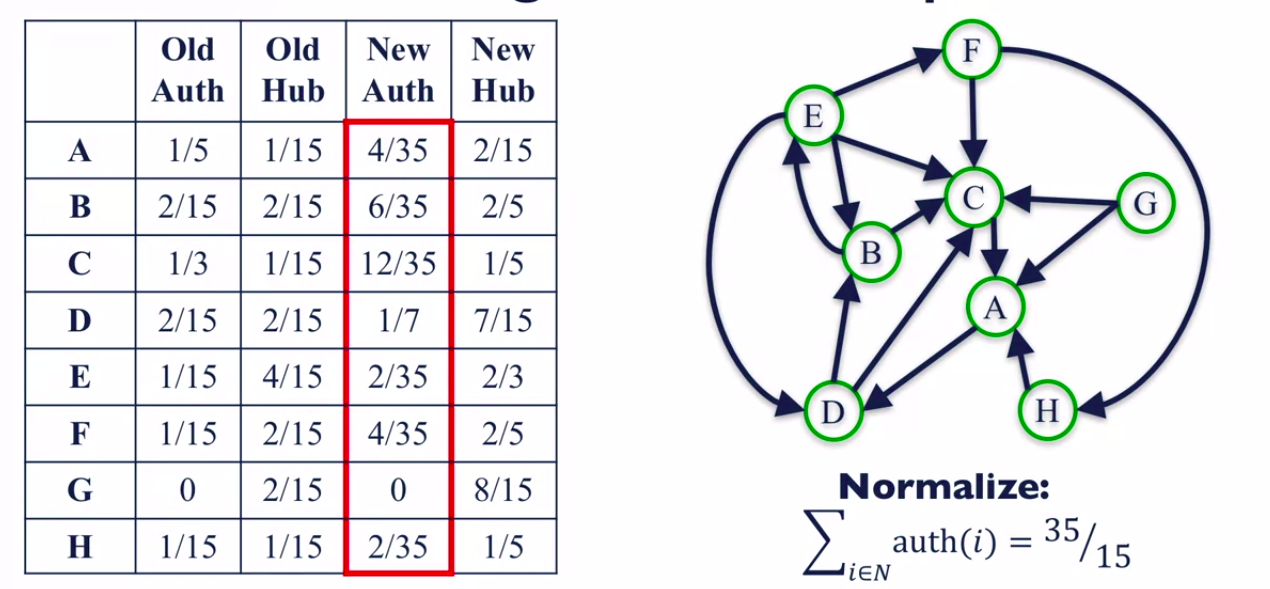 Old Auth Old Hub New Auth New Hub
A 1/5 1/15 4/35 2/15
B 2/15 2/15 6/35 2/5
C 1/3 1/15 12/35 1/5
D 2/15 2/15 1/7 7/15
E 1/15 4/15 2/35 2/3
F 1/15 2/15 4/35 2/5
G 0 2/15 0 8/15
H 1/15 1/15 2/35 1/5
F
E
C
G
B
A
D
H
Normalize:
∑i∈N auth(i) = 35/15